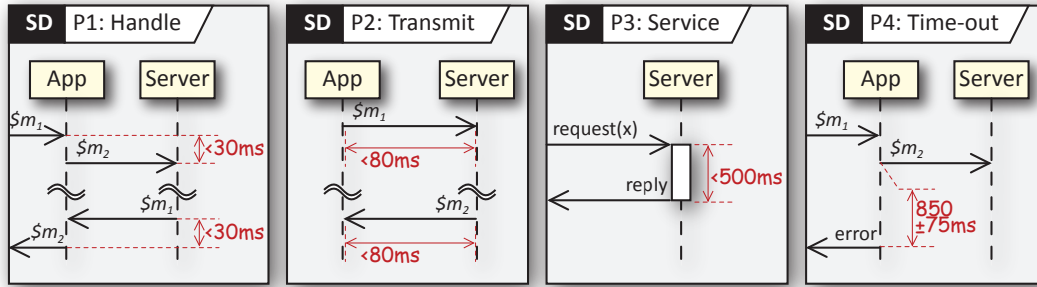 SD P1: Handle
App Server
$m1
<30ms
$m2
$m1
<30ms
$m2
SD P2: Transmit
App Server
$m1
<80ms
$m2
<80ms
SD P3: Service
Server
request(x)
<500ms
reply
SD P4: Time-out
App Server
$m1
$m2
850
±75ms
error